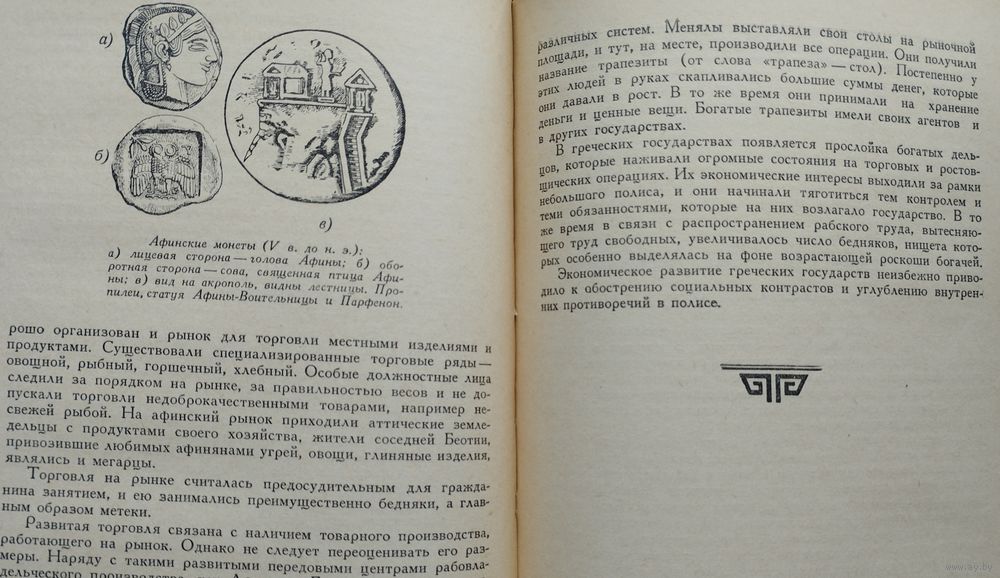 а)
б)
в)
Афинские монеты (V в. до н. э.):
а) лицевая сторона — голова Афины; б) обо-
ротная сторона — сова, священная птица Афи-
ны; в) вид на акрополь, видны лестницы. Про-
пилеи, статуя Афины-Воительницы и Парфенон.
рошо организован и рынок для торговли местными изделиями и
продуктами. Существовали специализированные торговые ряды —
овощной, рыбный, горшечный, хлебный. Особые должностные лица
следили за порядком на рынке, за правильностью весов и не до-
пускали торговли недоброкачественными товарами, например не-
свежей рыбой. На афинский рынок приходили аттические земле-
дельцы с продуктами своего хозяйства, жители соседней Беотии,
привозившие любимых афинянами угрей, овощи, глиняные изделия,
являлись и мегарцы.
Торговля на рынке считалась предосудительным для гражда-
нина занятием, и ею занимались преимущественно бедняки, а глав-
ным образом метеки.
Развитая торговля связана с наличием товарного производства,
работающего на рынок. Однако не следует переоценивать его раз-
меры. Наряду с такими развитыми передовыми центрами рабовла-
дельческого производства
различных систем. Менялы выставляли свои столы на рыночной
площади, и тут, на месте, производили все операции. Они получили
название трапезиты (от слова «трапеза» — стол). Постепенно у
этих людей в руках скапливались большие суммы денег, которые
они давали в рост. В то же время они принимали на хранение
деньги и ценные вещи. Богатые трапезиты имели своих агентов и
в других государствах.
В греческих государствах появляется прослойка богатых дель-
цов, которые наживали огромные состояния на торговых и ростов-
щических операциях. Их экономические интересы выходили за рамки
небольшого полиса, и они начинали тяготиться тем контролем и
теми обязанностями, которые на них возлагало государство. В то
же время в связи с распространением рабского труда, вытесняю-
щего труд свободных, увеличивалось число бедняков, нищета кото-
рых особенно выделялась на фоне возрастающей роскоши богачей.
Экономическое развитие греческих государств неизбежно приво-
дило к обострению социальных контрастов и углублению внутрен-
них противоречий в полисе.
www.ay.by